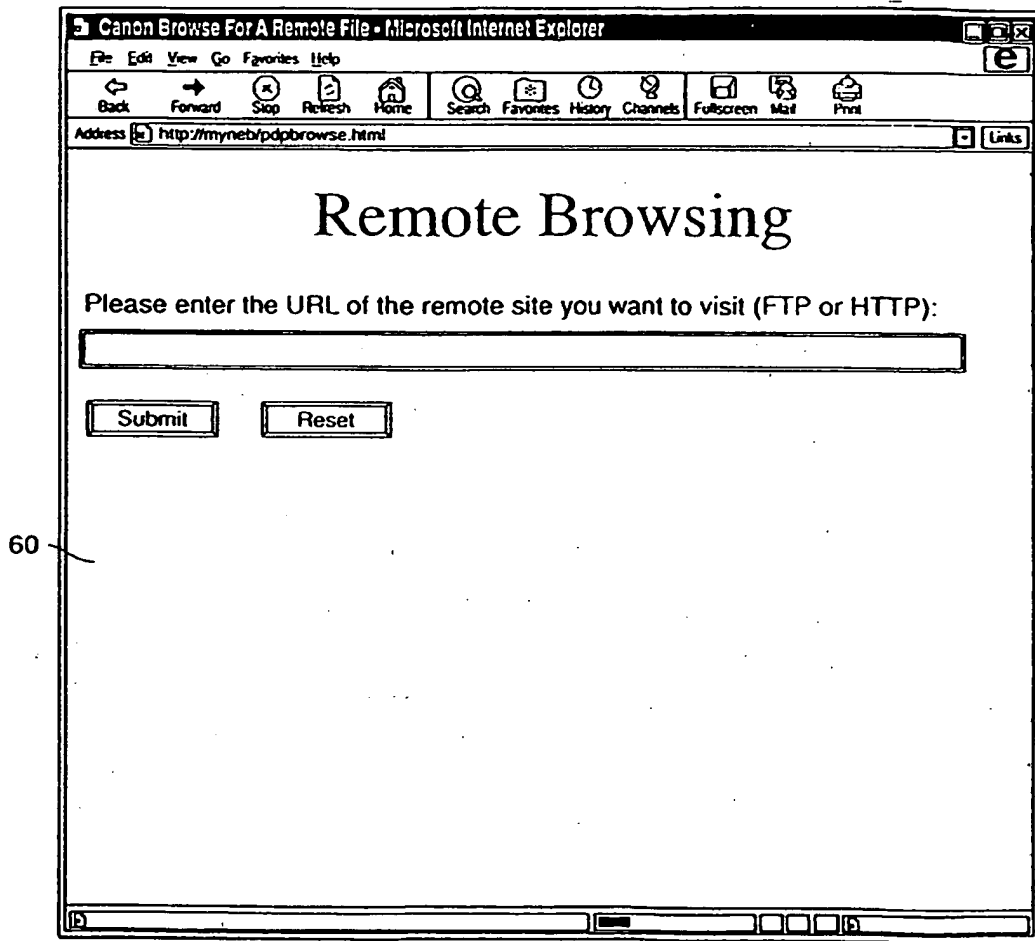 Canon Browse For A Remote File - Microsoft Internet Explorer
File Edit View Go Favorites Help
Back Forward Stop Refresh Home Search Favorites History Channels Fullscreen Mail Print
Address http://myneb/pdpbrowse.html Links
Remote Browsing
Please enter the URL of the remote site you want to visit (FTP or HTTP):
Submit Reset
60